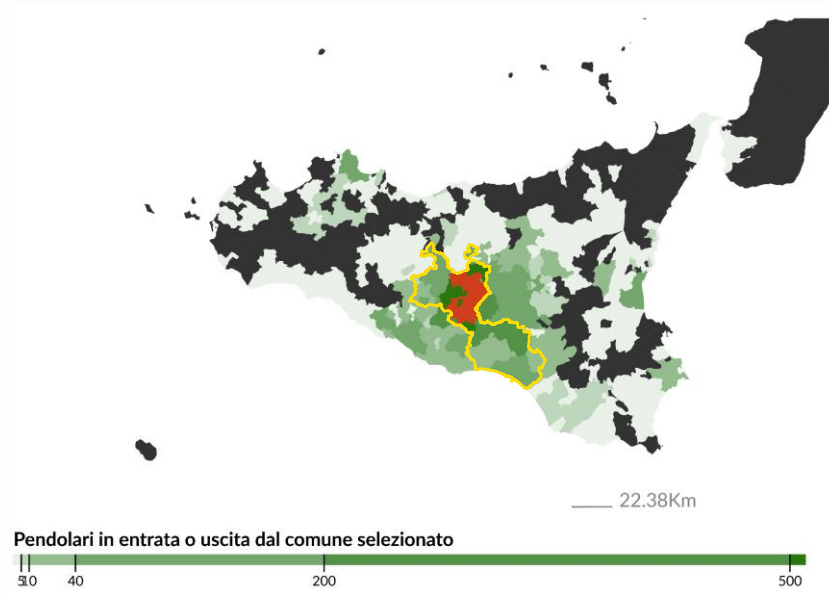 22.38Km
Pendolari in entrata o uscita dal comune selezionato
5 10 40 200 500